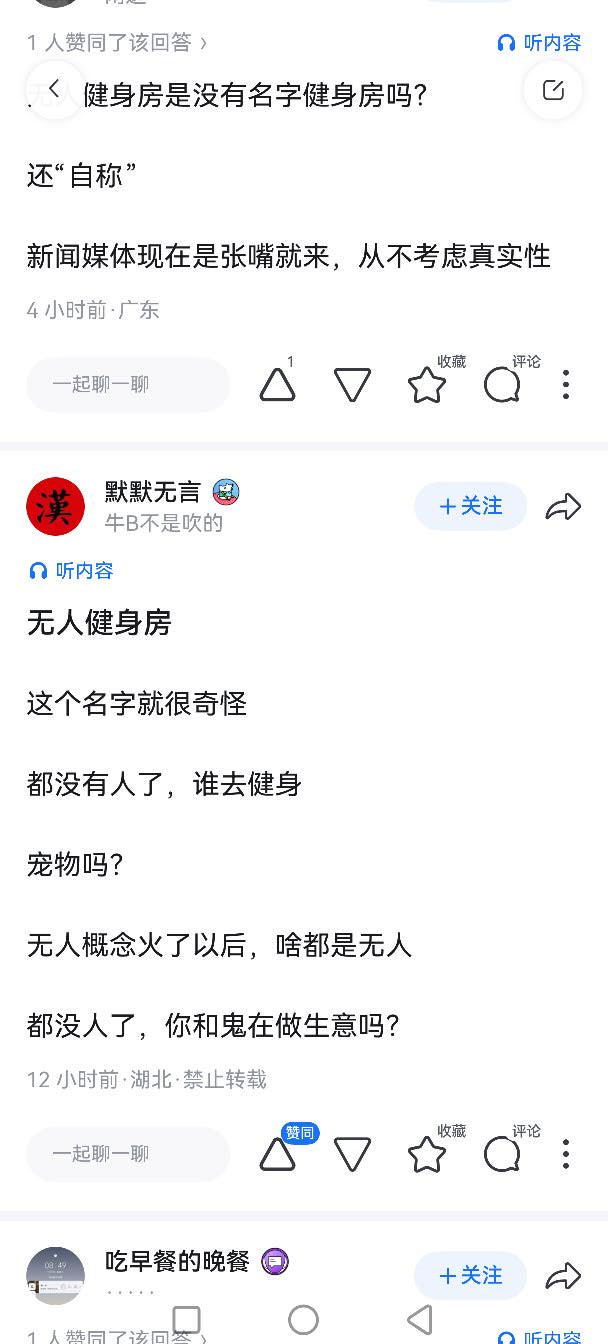 1 人赞同了该回答 ›
听内容
健身房是没有名字健身房吗？
还“自称”
新闻媒体现在是张嘴就来，从不考虑真实性
4 小时前·广东
一起聊一聊
1
收藏
评论
漢
默默无言
牛B不是吹的
+关注
听内容
无人健身房
这个名字就很奇怪
都没有人了，谁去健身
宠物吗？
无人概念火了以后，啥都是无人
都没人了，你和鬼在做生意吗？
12 小时前·湖北·禁止转载
一起聊一聊
赞同
收藏
评论
08:49
吃早餐的晚餐
+关注
·····
1 人赞同了该回答 ›
听内容